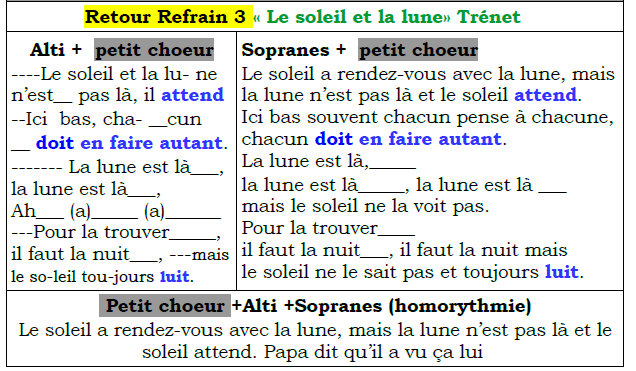 Retour Refrain 3 « Le soleil et la lune» Trénet
Alti + petit choeur
----Le soleil et la lu- ne
n'est__ pas là, il attend
--Ici bas, cha- __cun
__ doit en faire autant.
------- La lune est là___,
la lune est là___,
Ah___ (a)_____ (a)______
---Pour la trouver_____,
il faut la nuit___, ---mais
le so-leil tou-jours luit.
Sopranes + petit choeur
Le soleil a rendez-vous avec la lune, mais
la lune n'est pas là et le soleil attend.
Ici bas souvent chacun pense à chacune,
chacun doit en faire autant.
La lune est là,_____
la lune est là_____, la lune est là ___
mais le soleil ne la voit pas.
Pour la trouver____
il faut la nuit___, il faut la nuit mais
le soleil ne le sait pas et toujours luit.
Petit choeur +Alti +Sopranes (homorythmie)
Le soleil a rendez-vous avec la lune, mais la lune n'est pas là et le
soleil attend. Papa dit qu'il a vu ça lui